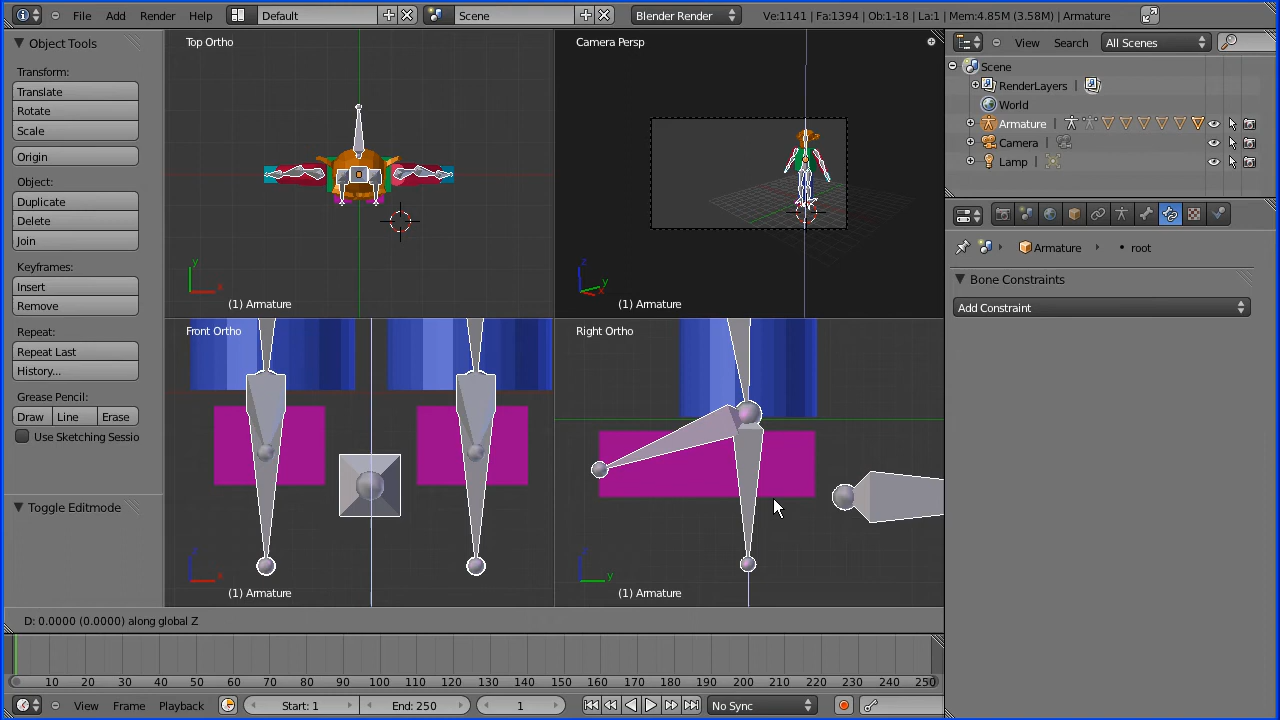 File Add Render Help Default Scene Blender Render Ve:1141 | Fa:1394 | Ob:1-18 | La:1 | Mem:4.85M (3.58M) | Armature
Object Tools
Transform:
Translate
Rotate
Scale
Origin
Object:
Duplicate
Delete
Join
Keyframes:
Insert
Remove
Repeat:
Repeat Last
History...
Grease Pencil:
Draw Line Erase
Use Sketching Sessio
Toggle Editmode
Top Ortho
y
x
(1) Armature
Camera Persp
z
y
x
(1) Armature
Front Ortho
z
x
(1) Armature
Right Ortho
z
y
(1) Armature
D: 0.0000 (0.0000) along global Z
10 20 30 40 50 60 70 80 90 100 110 120 130 140 150 160 170 180 190 200 210 220 230 240 250
View Frame Playback Start: 1 End: 250 1 No Sync
View Search All Scenes
Scene
RenderLayers |
World
Armature |
Camera |
Lamp |
Armature root
Bone Constraints
Add Constraint